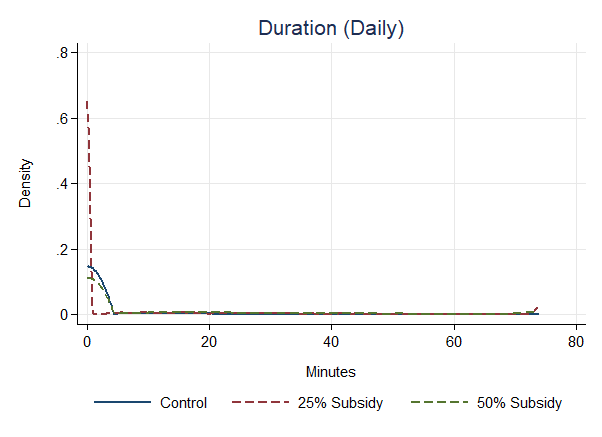 Duration (Daily)
.8
.6
.4
.2
0
Density
0 20 40 60 80
Minutes
Control 25% Subsidy 50% Subsidy